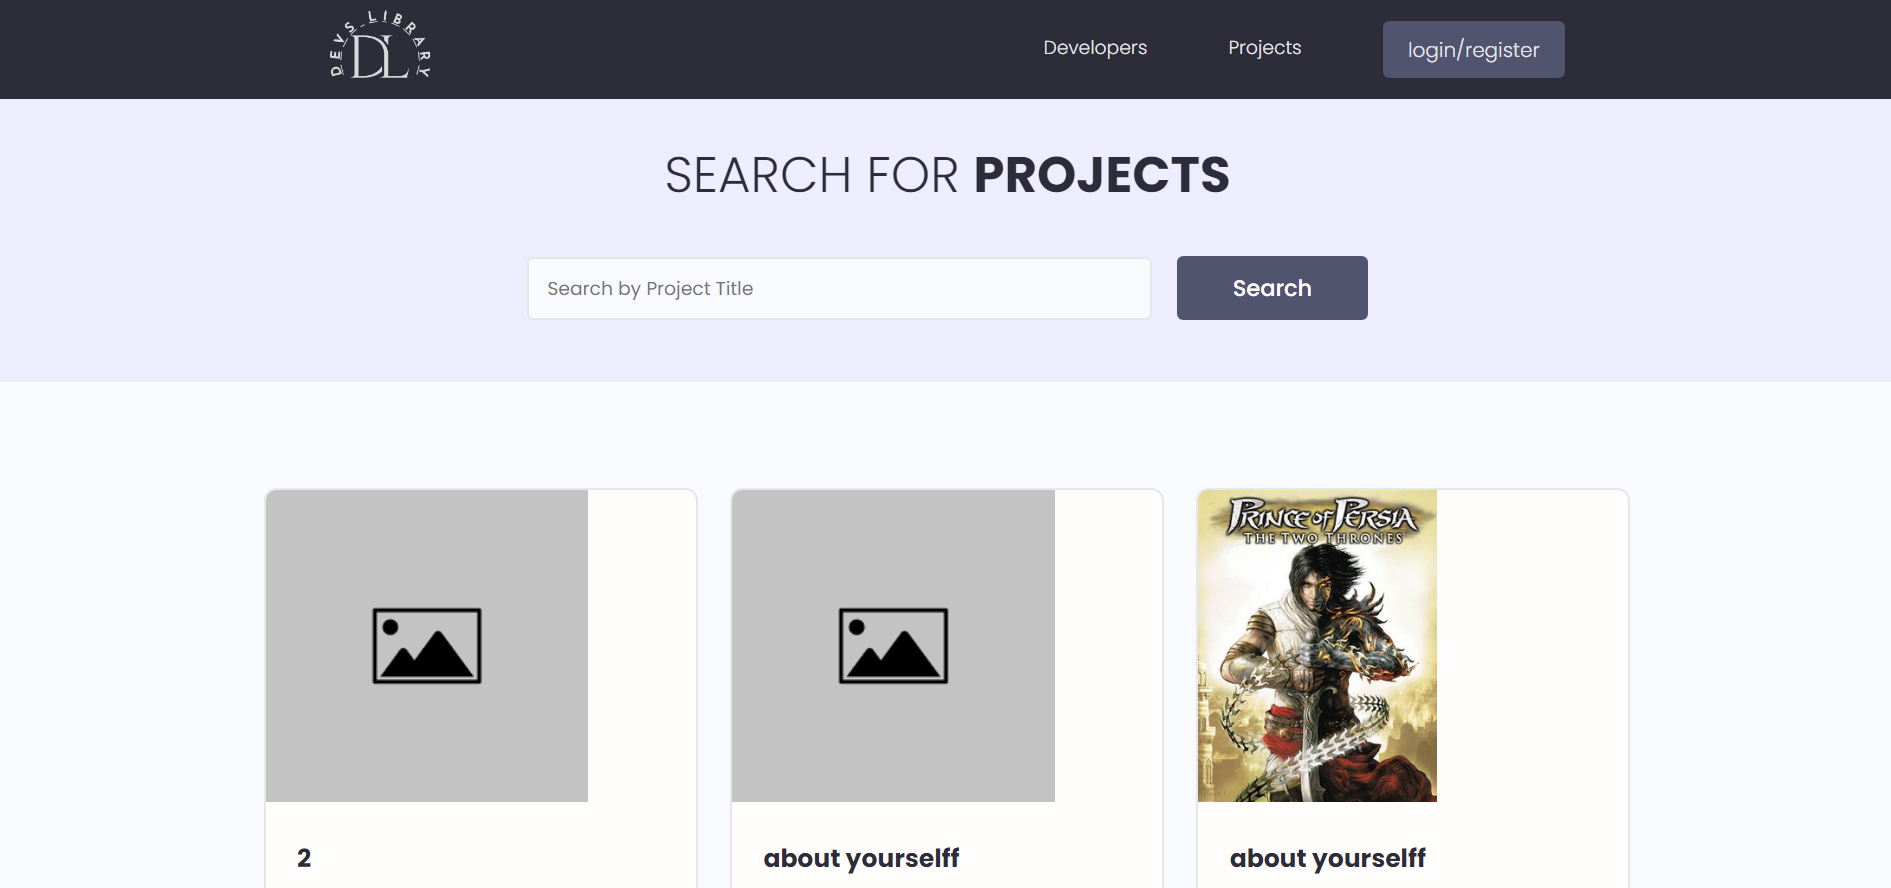 DEVS LIBRARY
DL
Developers
Projects
login/register
SEARCH FOR PROJECTS
Search by Project Title
Search
PRINCE OF PERSIA
THE TWO THRONES
2
about yourselff
about yourselff